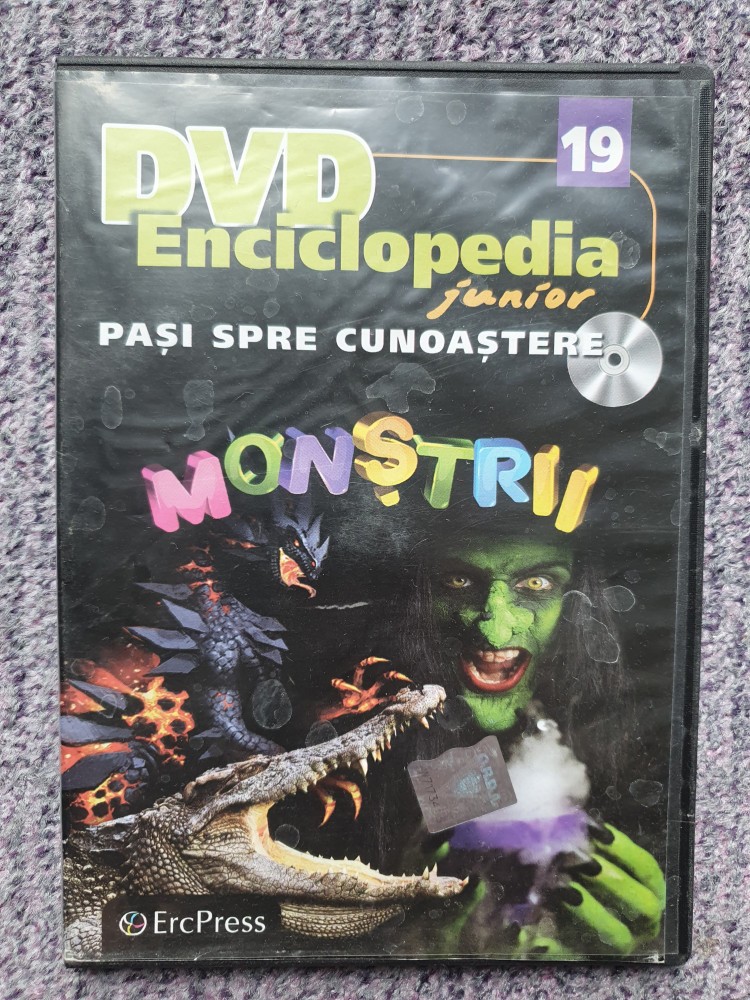 19
DVD
Enciclopedia
junior
PAȘI SPRE CUNOAȘTERE
MONȘTRII
ErcPress